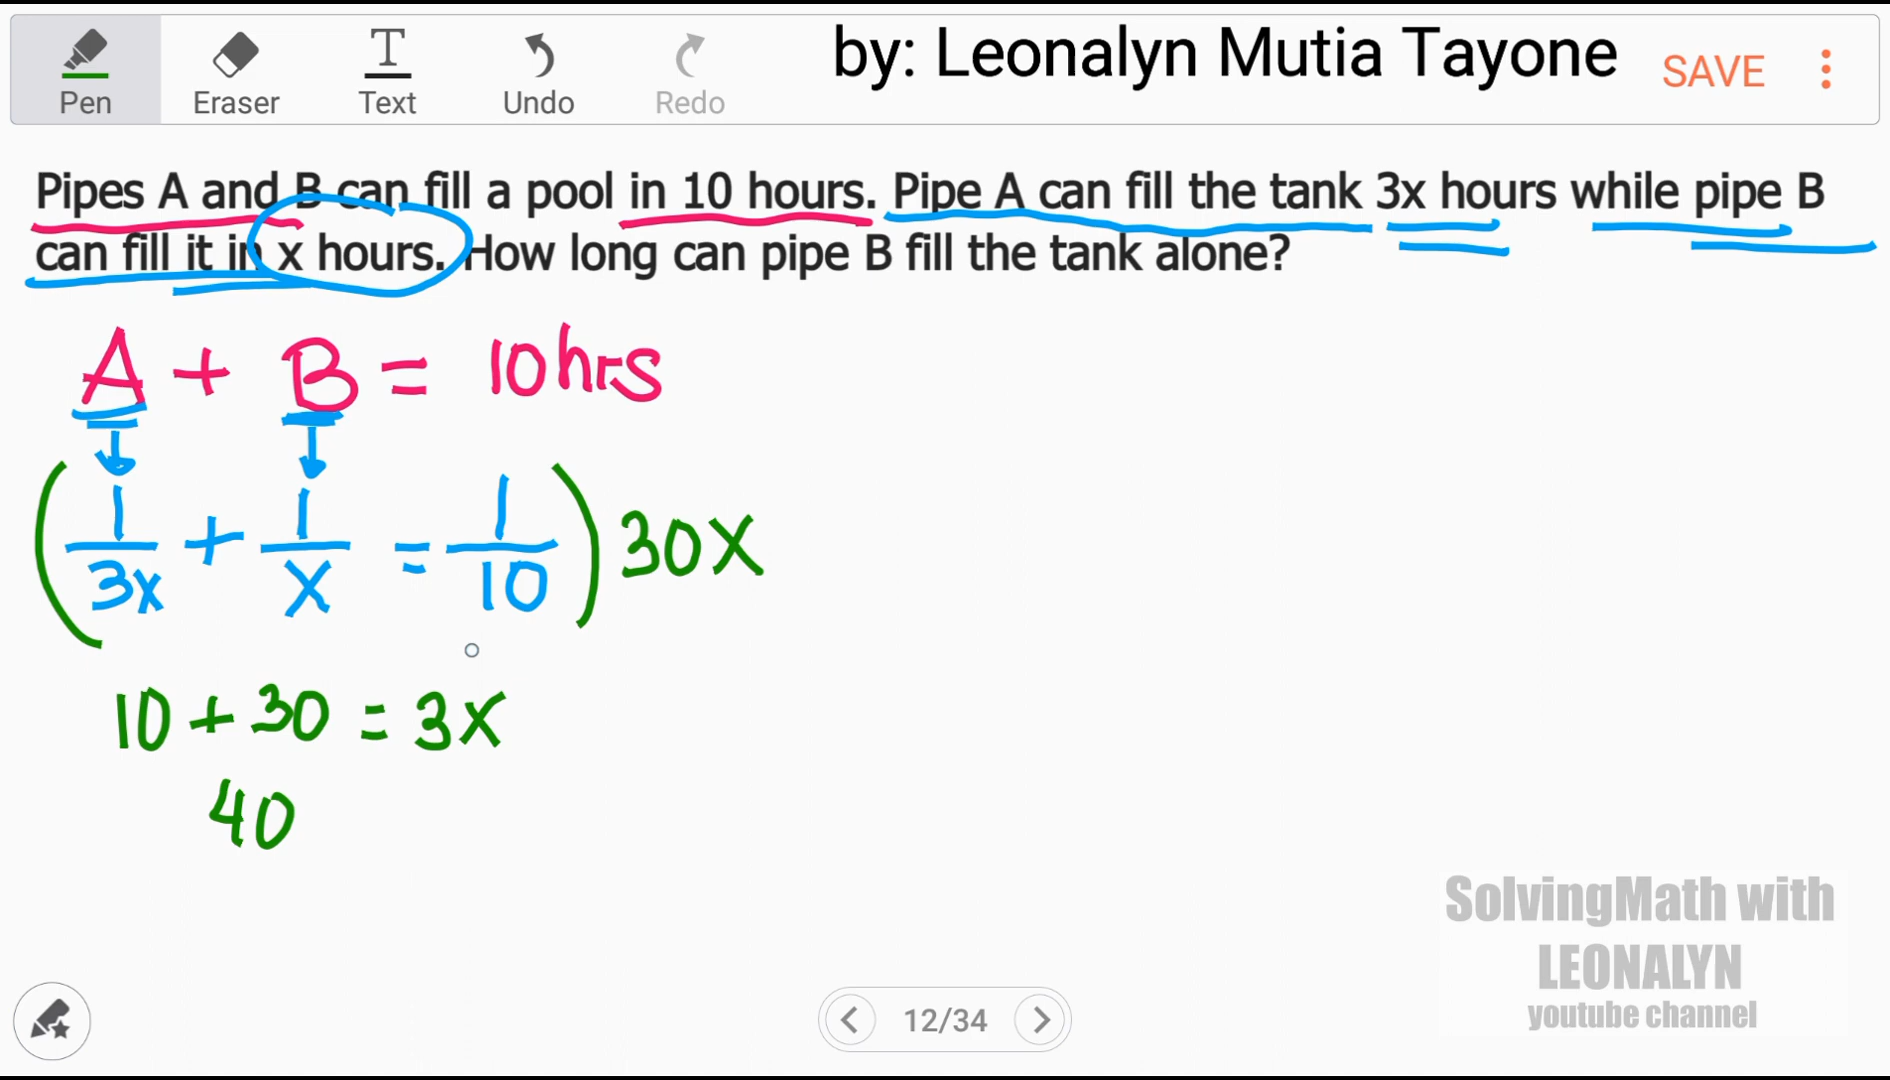 Pen Eraser Text Undo Redo by: Leonalyn Mutia Tayone SAVE
Pipes A and B can fill a pool in 10 hours. Pipe A can fill the tank 3x hours while pipe B
can fill it in x hours. How long can pipe B fill the tank alone?
A + B = 10hrs
(1/3x + 1/x = 1/10) 30X
10 + 30 = 3X
40
SolvingMath with
LEONALYN
youtube channel
12/34